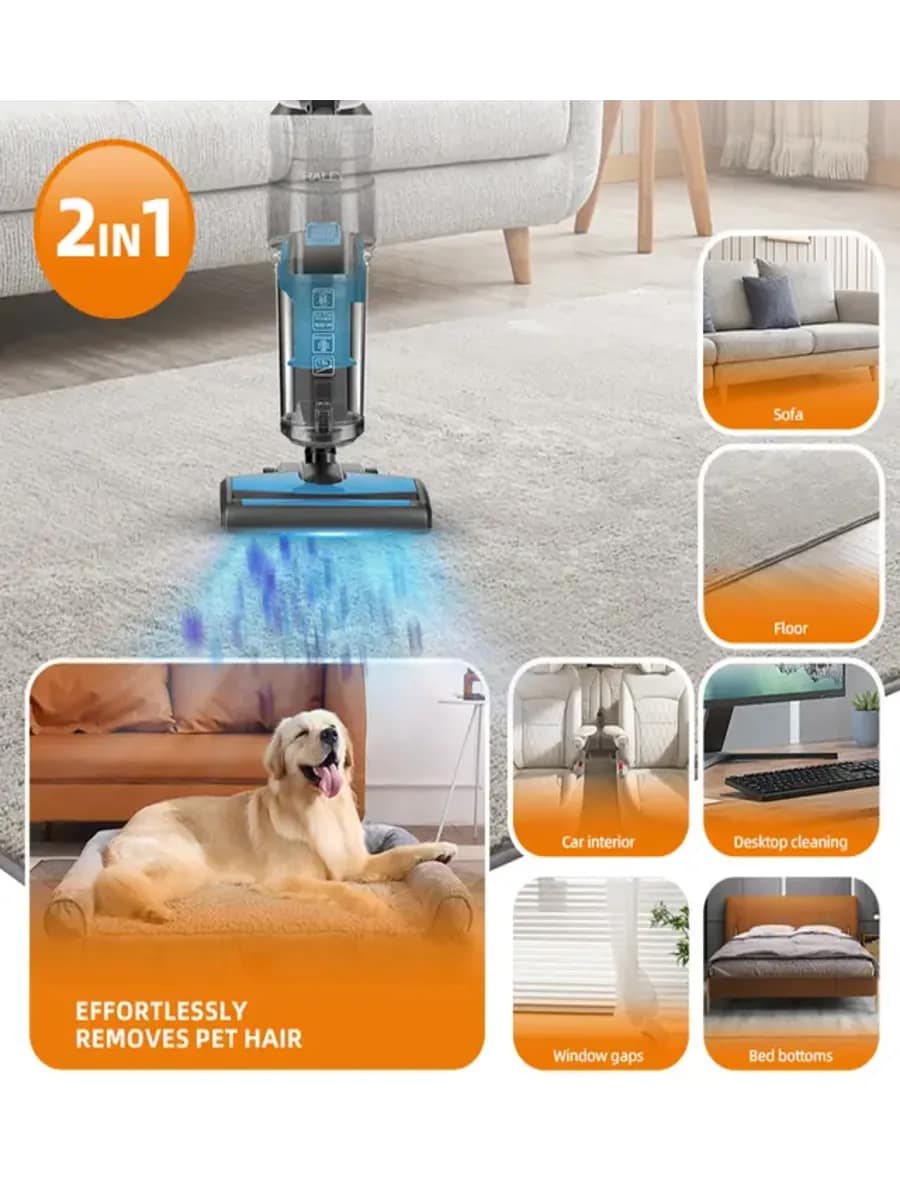 2IN1
Sofa
Floor
Car interior
Desktop cleaning
EFFORTLESSLY
REMOVES PET HAIR
Window gaps
Bed bottoms